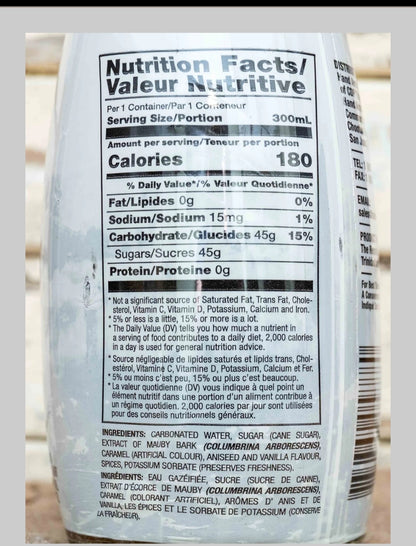 Nutrition Facts/
Valeur Nutritive
Per 1 Container/Par 1 Conteneur
Serving Size/Portion 300mL
Amount per serving/Teneur per portion
Calories 180
% Daily Value*/% Valeur Quotidienne*
Fat/Lipides 0g 0%
Sodium/Sodium 15mg 1%
Carbohydrate/Glucides 45g 15%
Sugars/Sucres 45g
Protein/Proteine 0g
* Not a significant source of Saturated Fat, Trans Fat, Chole-
sterol, Vitamin C, Vitamin D, Potassium, Calcium and Iron.
* 5% or less is a little, 15% or more is a lot.
* The Daily Value (DV) tells you how much a nutrient in
a serving of food contributes to a daily diet, 2,000 calories
in a day is used for general nutrition advice.
* Source négligeable de lipides saturés et lipids trans, Chol-
estérol, Vitamine C, Vitamine D, Potassium, Calcium et Fer.
* 5% ou moins c'est peu, 15% ou plus c'est beaucoup.
* La valeur quotidienne (DV) vous indique à quel point un
élément nutritif dans une portion d'un aliment contribue à
un régime quotidien. 2,000 calories par jour sont utilisées
pour des conseils nutritionnels généraux.
INGREDIENTS: CARBONATED WATER, SUGAR (CANE SUGAR),
EXTRACT OF MAUBY BARK (COLUMBRINA ARBORESCENS),
CARAMEL (ARTIFICIAL COLOUR), ANISEED AND VANILLA FLAVOUR,
SPICES, POTASSIUM SORBATE (PRESERVES FRESHNESS).
INGRÉDIENTS: EAU GAZÉIFIÉE, SUCRE (SUCRE DE CANNE),
EXTRAIT D'ÉCORCE DE MAUBY (COLUMBRINA ARBORESCENS),
CARAMEL (COLORANT ARTIFICIEL), ARÔMES D' ANIS ET DE
VANILLA, LES ÉPICES ET LE SORBATE DE POTASSIUM (CONSERVE
LA FRAÎCHEUR).